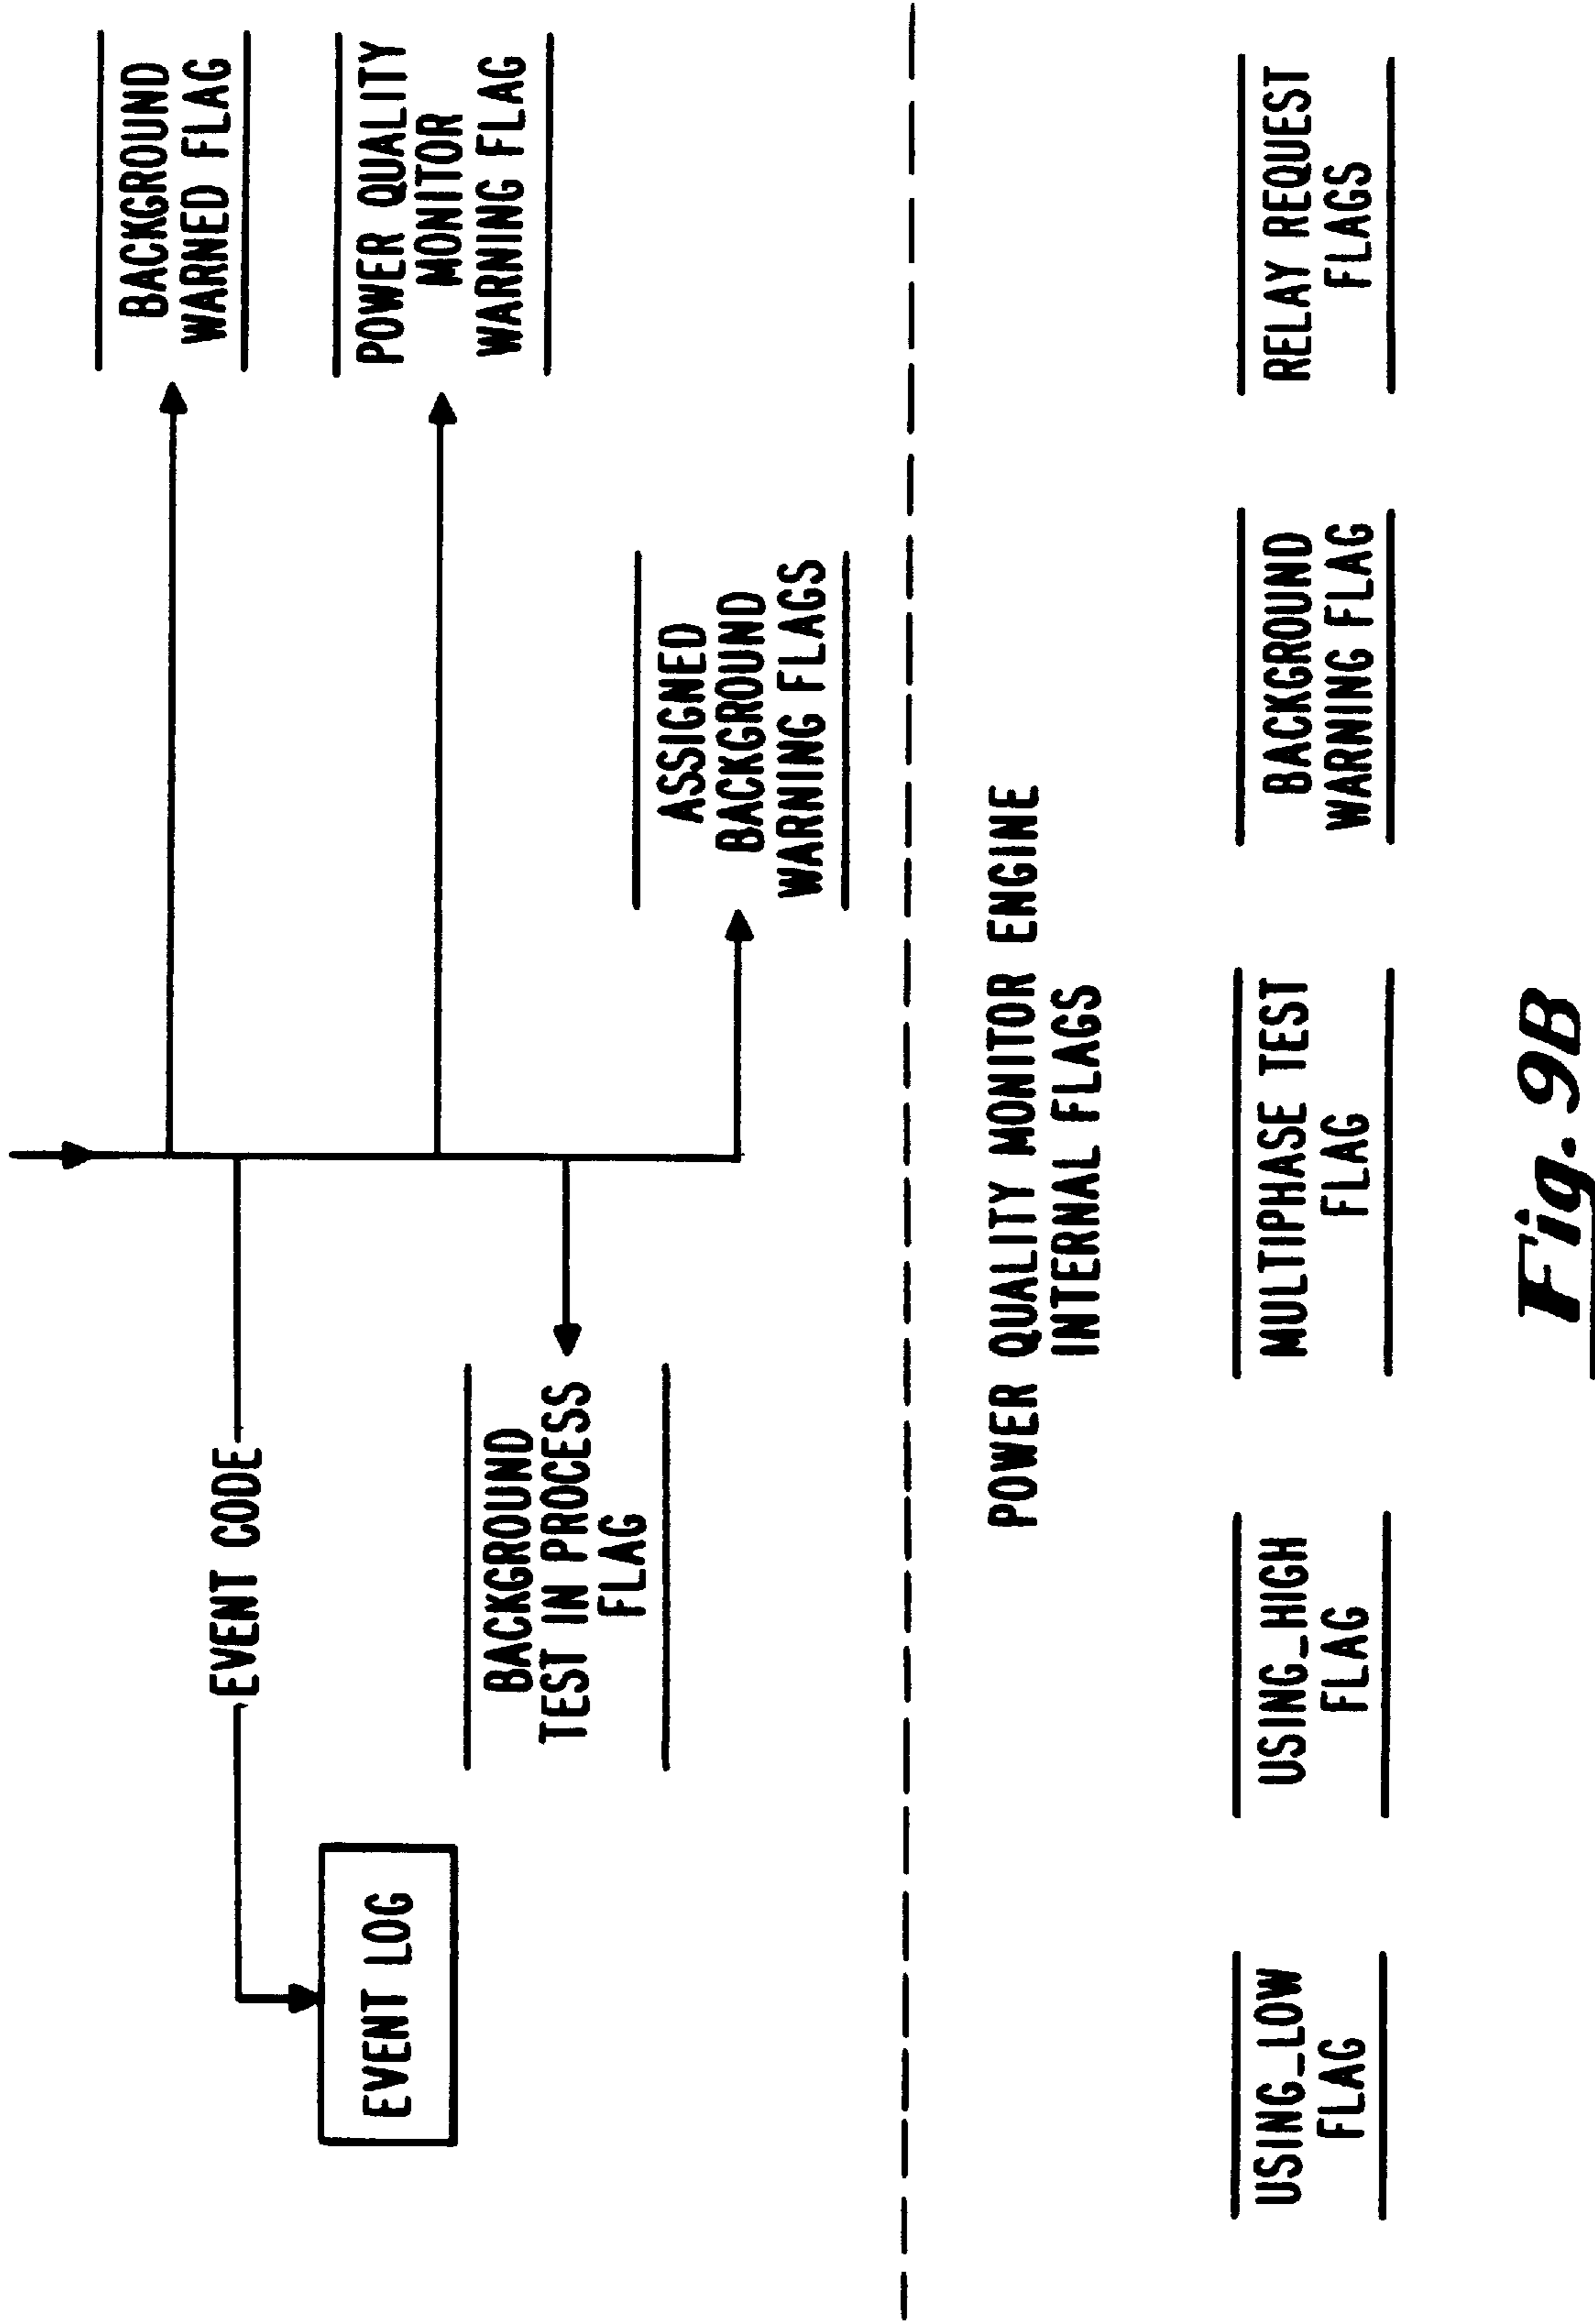 BACKGROUND
WARNED FLAG
EVENT CODE
POWER QUALITY
MONITOR
WARNING FLAG
EVENT LOG
BACKGROUND
TEST IN PROCESS
FLAG
ASSIGNED
BACKGROUND
WARNING FLAGS
POWER QUALITY MONITOR ENGINE
INTERNAL FLAGS
USING_LOW
FLAG
USING_HIGH
FLAG
MULTIPHASE TEST
FLAG
BACKGROUND
WARNING FLAG
RELAY REQUEST
FLAGS
Fig. 9B